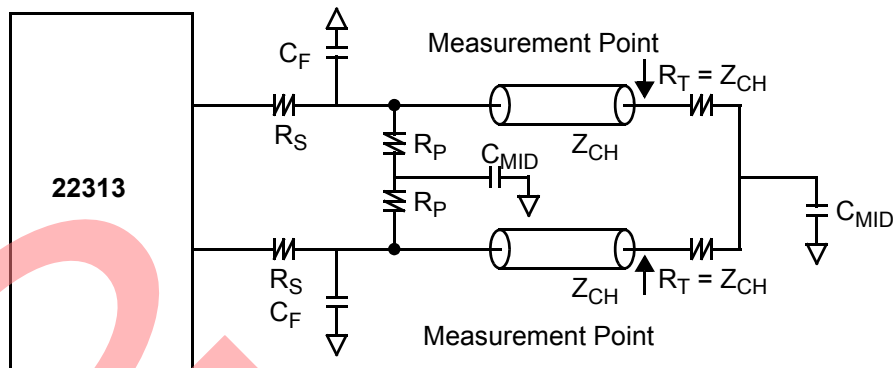 Measurement Point
C_F
R_T = Z_CH
R_S
R_P
Z_CH
C_MID
22313
R_P
C_MID
R_S
Z_CH
R_T = Z_CH
C_F
Measurement Point